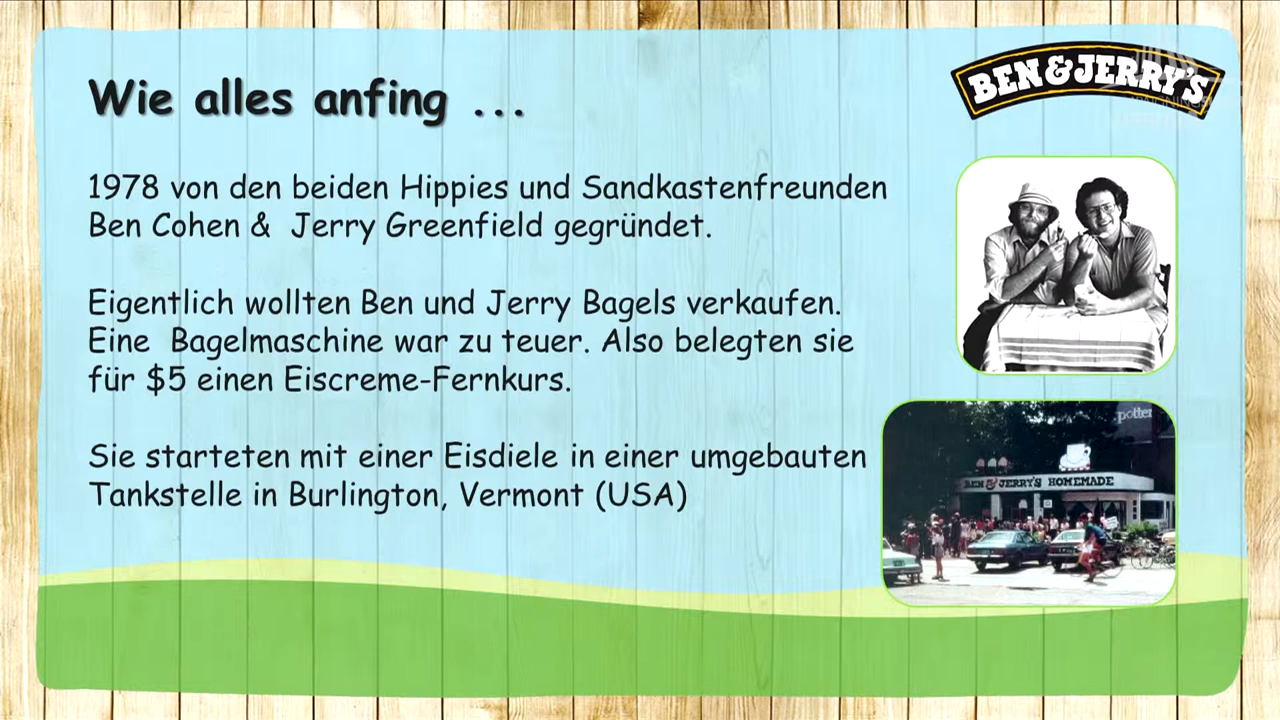 Wie alles anfing ...
BEN & JERRY'S
1978 von den beiden Hippies und Sandkastenfreunden
Ben Cohen & Jerry Greenfield gegründet.
Eigentlich wollten Ben und Jerry Bagels verkaufen.
Eine Bagelmaschine war zu teuer. Also belegten sie
für $5 einen Eiscreme-Fernkurs.
Sie starteten mit einer Eisdiele in einer umgebauten
Tankstelle in Burlington, Vermont (USA)
potter
BEN & JERRY'S HOMEMADE